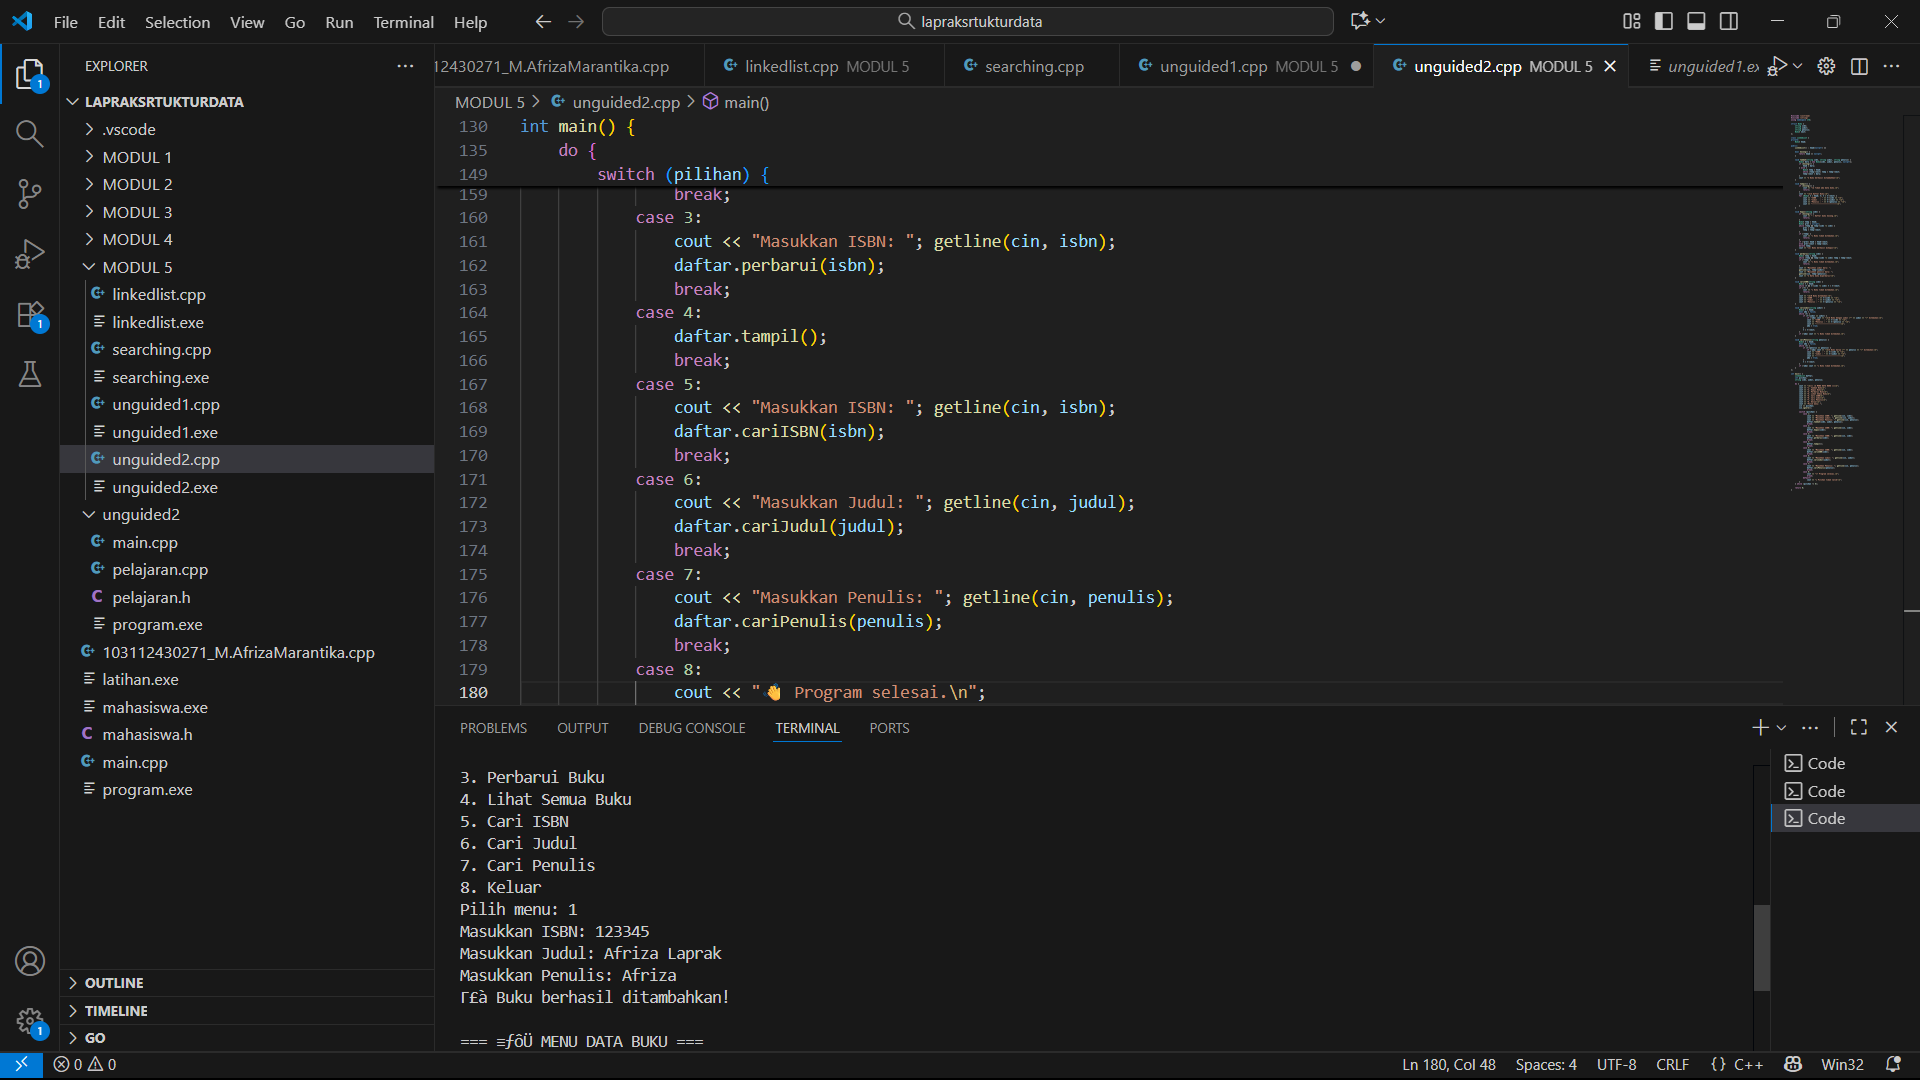 File Edit Selection View Go Run Terminal Help
lapraksrtukturdata
EXPLORER
LAPRAKSRTUKTURDATA
.vscode
MODUL 1
MODUL 2
MODUL 3
MODUL 4
MODUL 5
linkedlist.cpp
linkedlist.exe
searching.cpp
searching.exe
unguided1.cpp
unguided1.exe
unguided2.cpp
unguided2.exe
unguided2
main.cpp
pelajaran.cpp
pelajaran.h
program.exe
103112430271_M.AfrizaMarantika.cpp
latihan.exe
mahasiswa.exe
mahasiswa.h
main.cpp
program.exe
OUTLINE
TIMELINE
GO
12430271_M.AfrizaMarantika.cpp
linkedlist.cpp MODUL 5
searching.cpp
unguided1.cpp MODUL 5
unguided2.cpp MODUL 5
unguided1.ex
MODUL 5 > unguided2.cpp > main()
130 int main() {
135 do {
149 switch (pilihan) {
159 break;
160 case 3:
161 cout << "Masukkan ISBN: "; getline(cin, isbn);
162 daftar.perbarui(isbn);
163 break;
164 case 4:
165 daftar.tampil();
166 break;
167 case 5:
168 cout << "Masukkan ISBN: "; getline(cin, isbn);
169 daftar.cariISBN(isbn);
170 break;
171 case 6:
172 cout << "Masukkan Judul: "; getline(cin, judul);
173 daftar.cariJudul(judul);
174 break;
175 case 7:
176 cout << "Masukkan Penulis: "; getline(cin, penulis);
177 daftar.cariPenulis(penulis);
178 break;
179 case 8:
180 cout << "👋 Program selesai.\n";
PROBLEMS OUTPUT DEBUG CONSOLE TERMINAL PORTS
3. Perbarui Buku
4. Lihat Semua Buku
5. Cari ISBN
6. Cari Judul
7. Cari Penulis
8. Keluar
Pilih menu: 1
Masukkan ISBN: 123345
Masukkan Judul: Afriza Laprak
Masukkan Penulis: Afriza
Γ£à Buku berhasil ditambahkan!
=== ≡ƒôÜ MENU DATA BUKU ===
Code
Code
Code
0 0
Ln 180, Col 48 Spaces: 4 UTF-8 CRLF {} C++ Win32